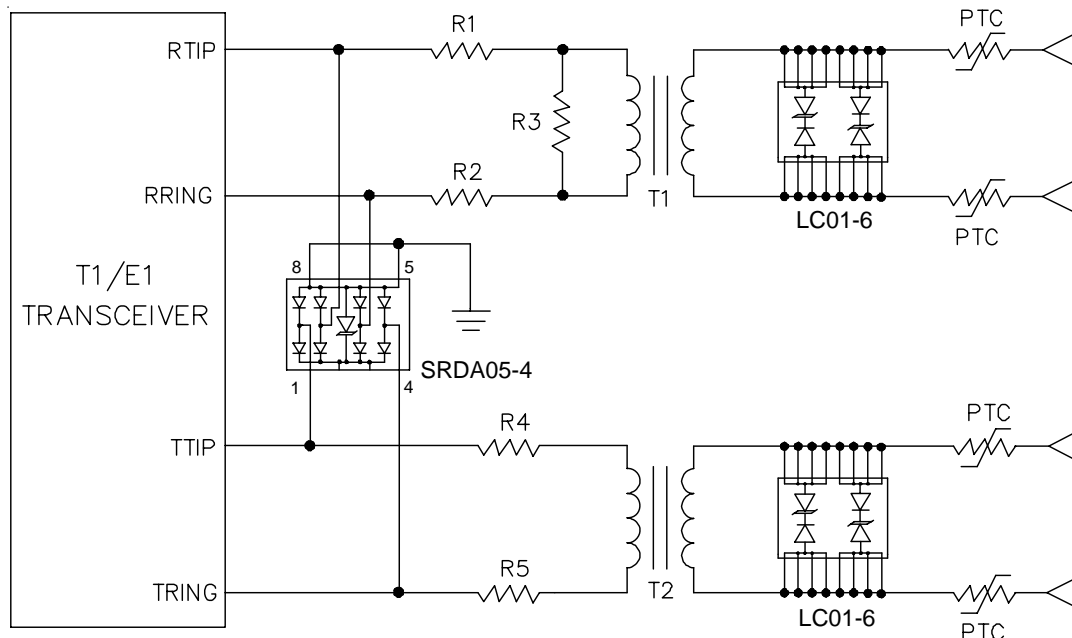 PTC
RTIP
R1
R3
RRING
R2
T1
LC01-6
PTC
8
5
T1/E1
TRANSCEIVER
SRDA05-4
1
4
PTC
TTIP
R4
TRING
R5
T2
LC01-6
PTC